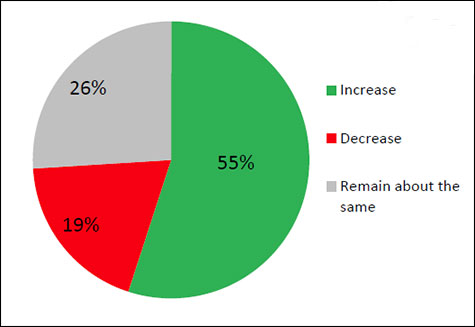 26%
55%
19%
Increase
Decrease
Remain about the
same